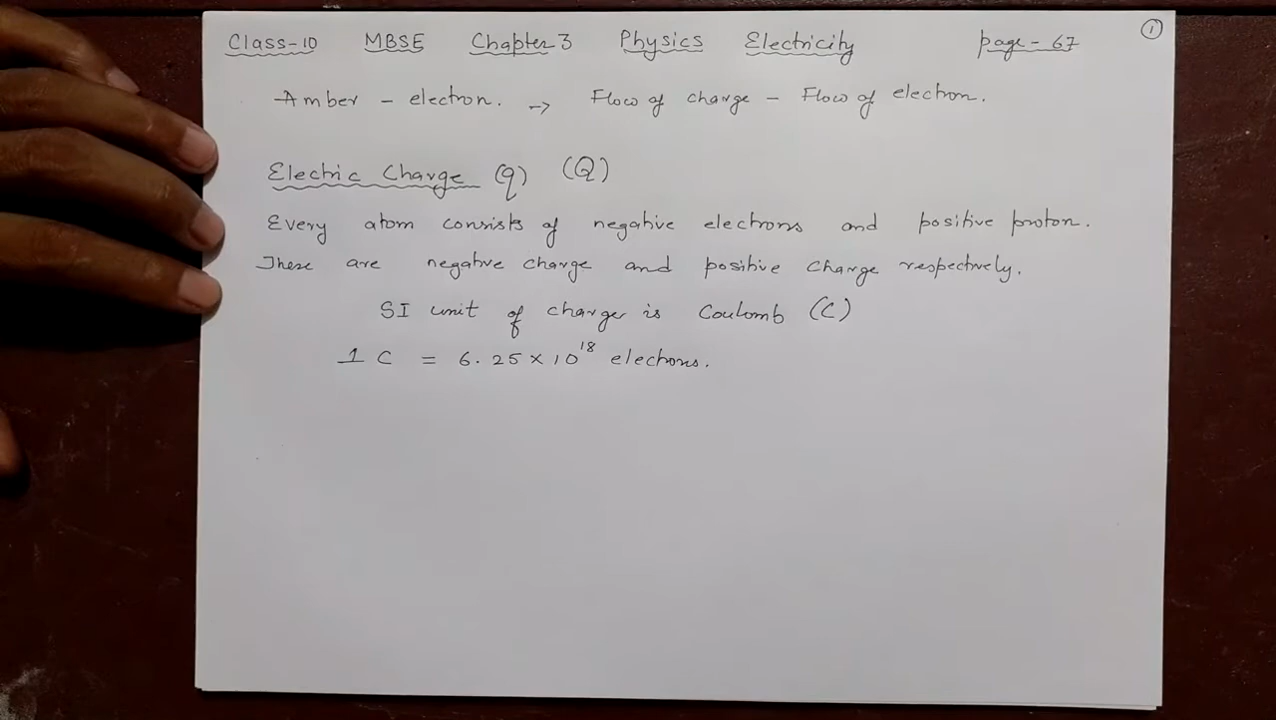 Class-10 MBSE Chapter 3 Physics Electricity page-67 ①
Amber - electron. → Flow of charge - Flow of electron.
Electric Charge (q) (Q)
Every atom consists of negative electrons and positive proton.
These are negative charge and positive charge respectively.
SI unit of charge is Coulomb (C)
1 C = 6.25 × 10¹⁸ electrons.